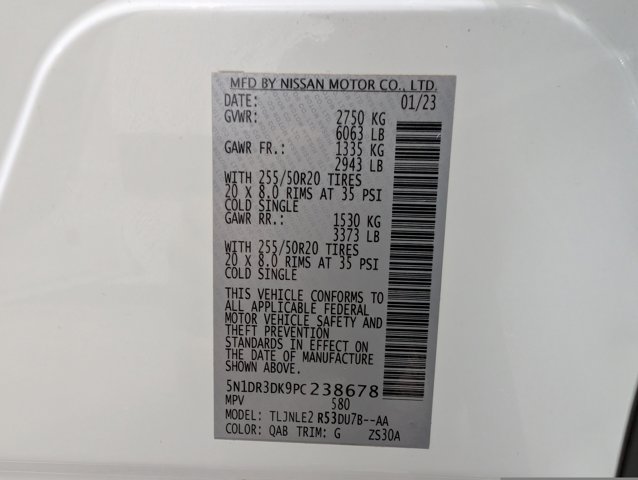 MFD BY NISSAN MOTOR CO., LTD.
DATE: 01/23
GVWR: 2750 KG
6063 LB
GAWR FR.: 1335 KG
2943 LB
WITH 255/50R20 TIRES
20 x 8.0 RIMS AT 35 PSI
COLD SINGLE
GAWR RR.: 1530 KG
3373 LB
WITH 255/50R20 TIRES
20 x 8.0 RIMS AT 35 PSI
COLD SINGLE
THIS VEHICLE CONFORMS TO
ALL APPLICABLE FEDERAL
MOTOR VEHICLE SAFETY AND
THEFT PREVENTION
STANDARDS IN EFFECT ON
THE DATE OF MANUFACTURE
SHOWN ABOVE.
5N1DR3DK9PC238678
MPV 580
MODEL: TLJNLE2 R53DU7B--AA
COLOR: QAB TRIM: G ZS30A